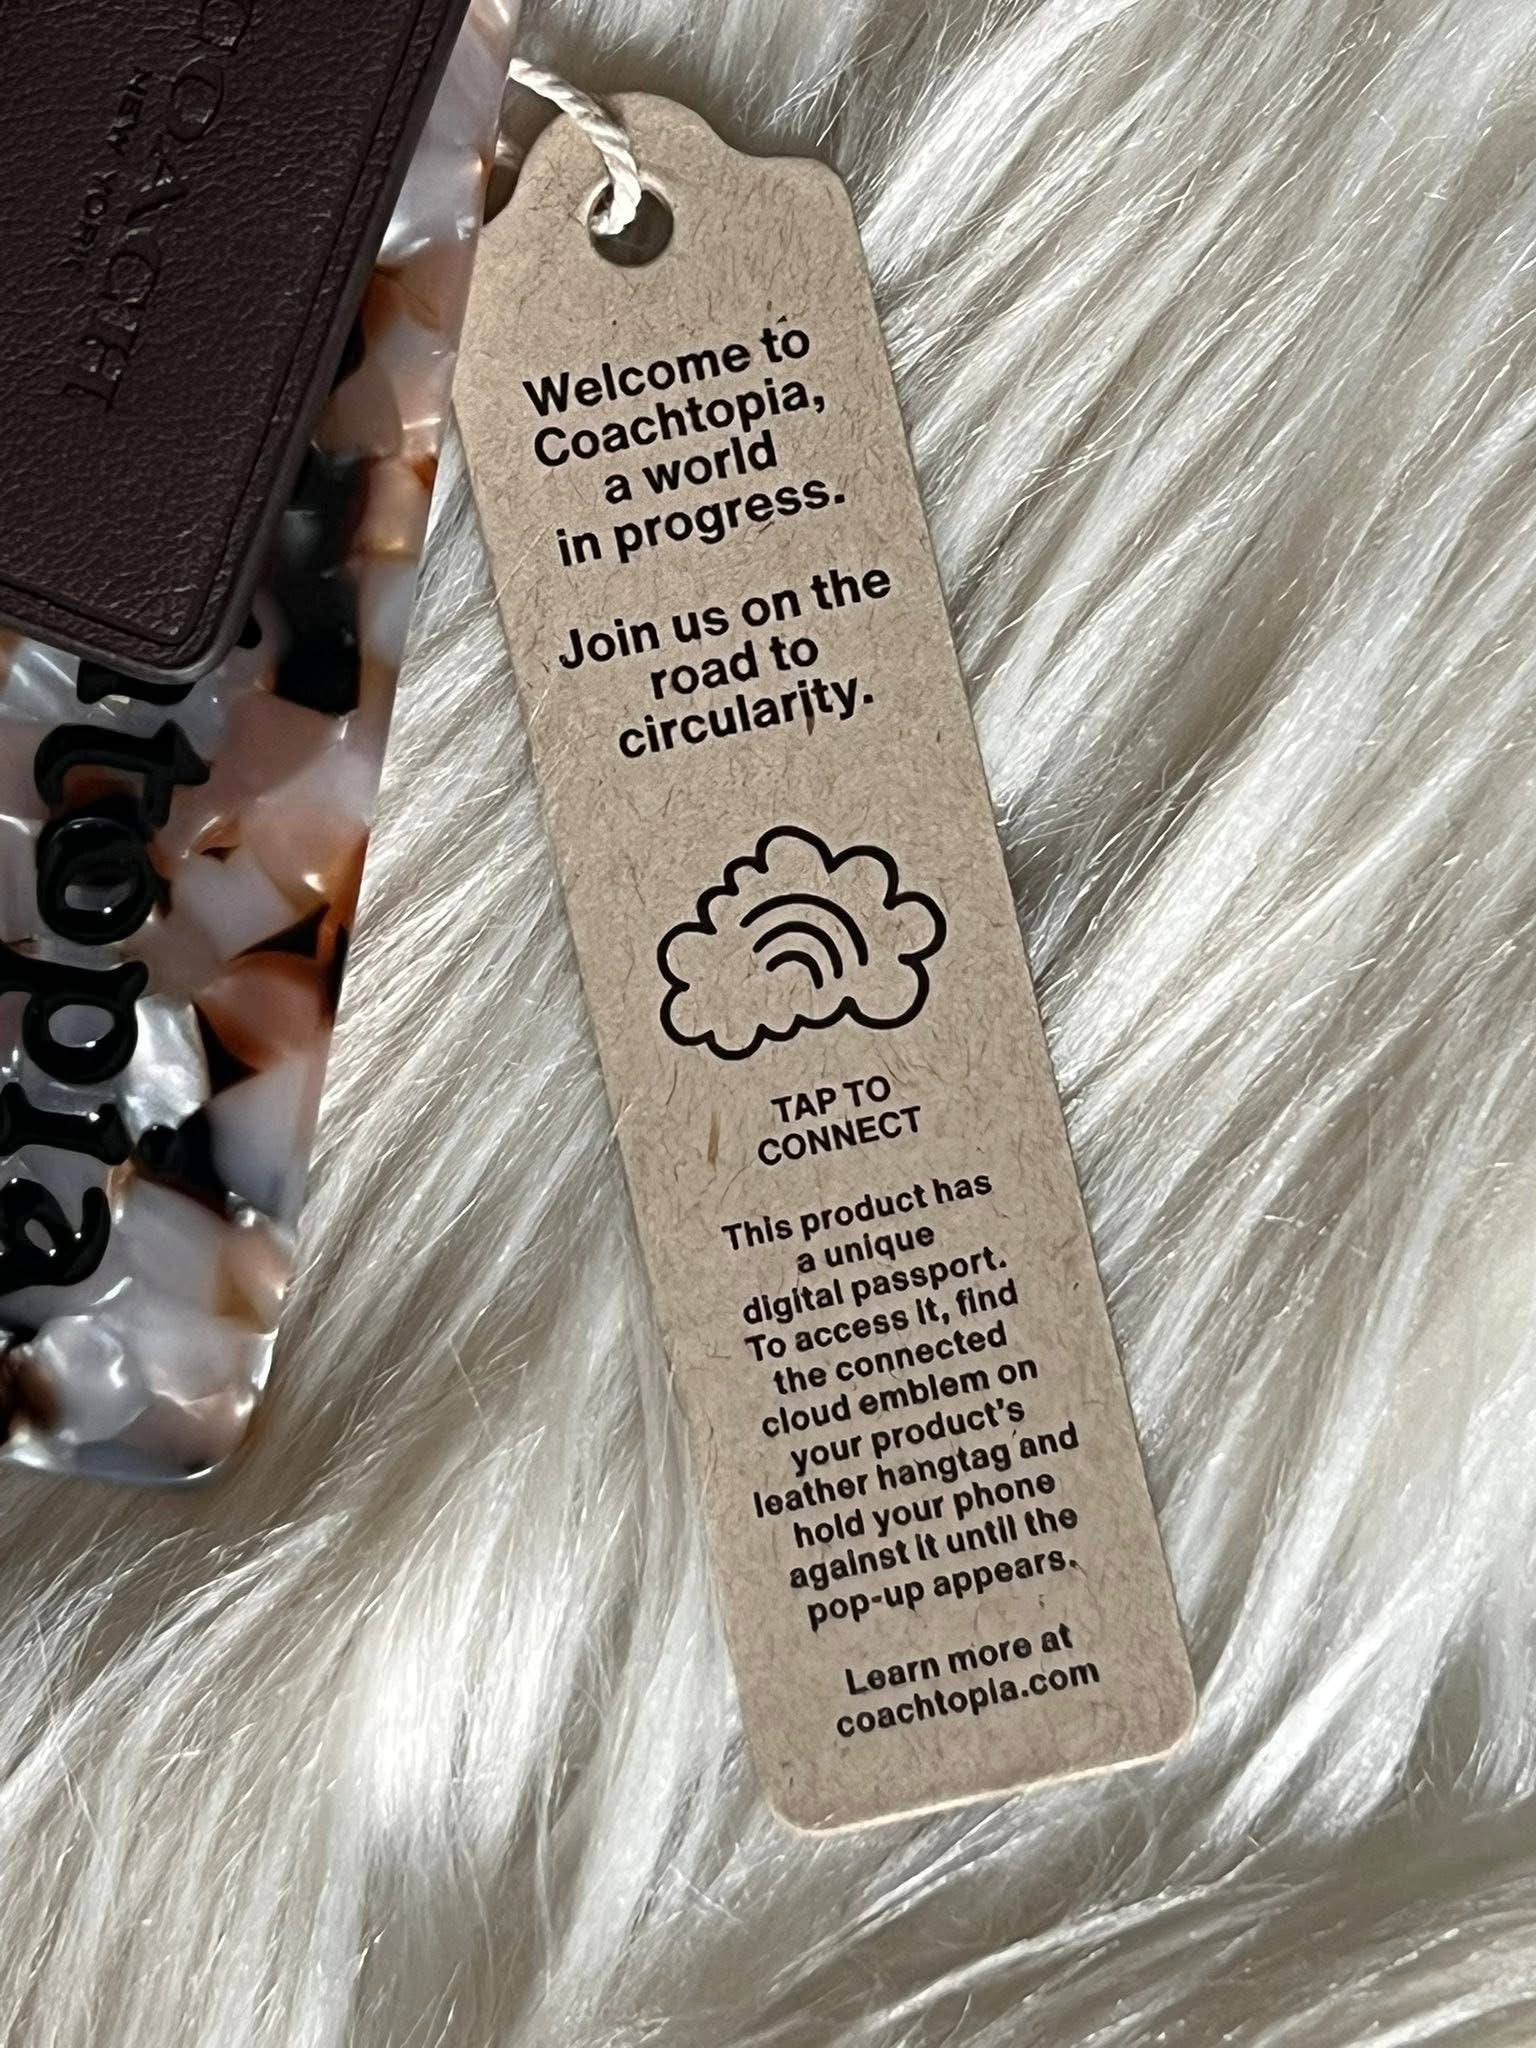 COACH
NEW YORK
topia
Welcome to
Coachtopia,
a world
in progress.
Join us on the
road to
circularity.
TAP TO
CONNECT
This product has
a unique
digital passport.
To access it, find
the connected
cloud emblem on
your product's
leather hangtag and
hold your phone
against it until the
pop-up appears.
Learn more at
coachtopia.com